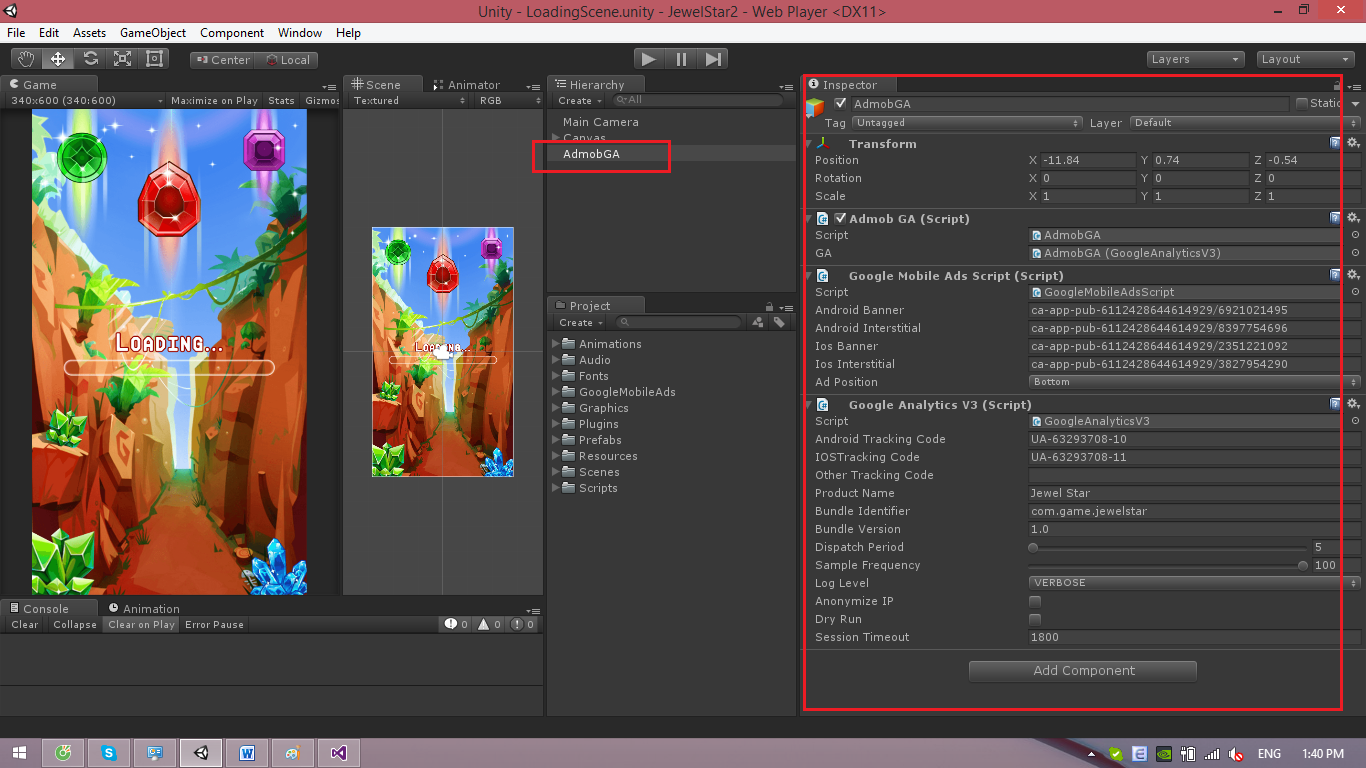 Unity - LoadingScene.unity - JewelStar2 - Web Player <DX11>
File Edit Assets GameObject Component Window Help
Center Local Layers Layout
Game
340x600 (340:600) Maximize on Play Stats Gizmos
LOADING...
Scene Animator
Textured RGB
LOADING...
Hierarchy
Create All
Main Camera
Canvas
AdmobGA
Project
Create
Animations
Audio
Fonts
GoogleMobileAds
Graphics
Plugins
Prefabs
Resources
Scenes
Scripts
Inspector
AdmobGA Static
Tag Untagged Layer Default
Transform
Position X -11.84 Y 0.74 Z -0.54
Rotation X 0 Y 0 Z 0
Scale X 1 Y 1 Z 1
Admob GA (Script)
Script AdmobGA
GA AdmobGA (GoogleAnalyticsV3)
Google Mobile Ads Script (Script)
Script GoogleMobileAdsScript
Android Banner ca-app-pub-6112428644614929/6921021495
Android Interstitial ca-app-pub-6112428644614929/8397754696
Ios Banner ca-app-pub-6112428644614929/2351221092
Ios Interstitial ca-app-pub-6112428644614929/3827954290
Ad Position Bottom
Google Analytics V3 (Script)
Script GoogleAnalyticsV3
Android Tracking Code UA-63293708-10
IOSTracking Code UA-63293708-11
Other Tracking Code
Product Name Jewel Star
Bundle Identifier com.game.jewelstar
Bundle Version 1.0
Dispatch Period 5
Sample Frequency 100
Log Level VERBOSE
Anonymize IP
Dry Run
Session Timeout 1800
Add Component
Console Animation
Clear Collapse Clear on Play Error Pause 0 0 0
ENG 1:40 PM